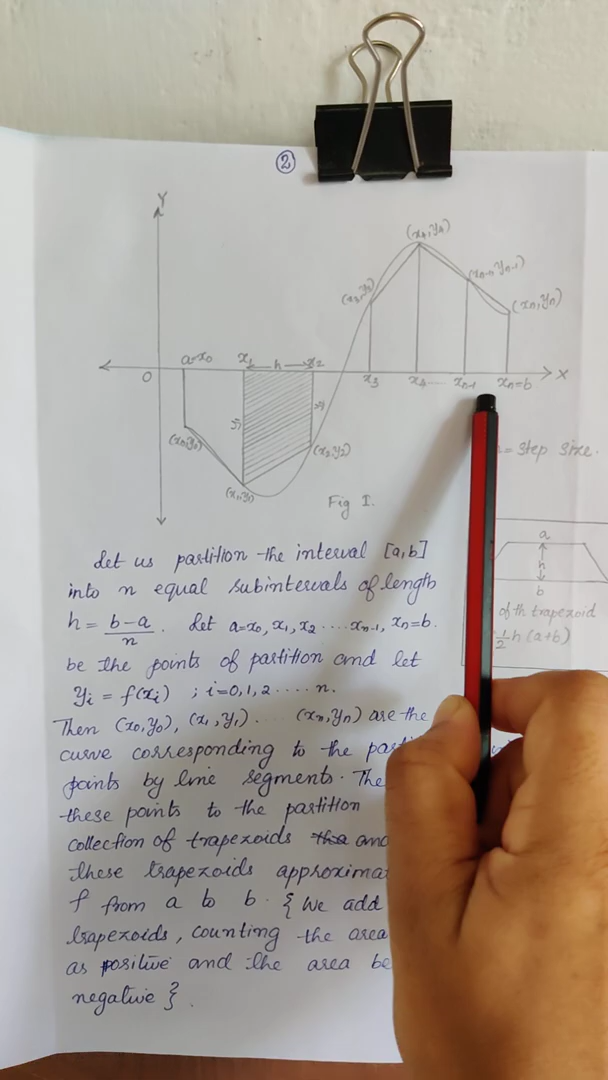 2
Y
(x4,y4)
(xn-1,yn-1)
(xn,yn)
a=x0
x1
h
x2
O
x3
x4
xn-1
xn=b
X
y1
(x0,y0)
(x2,y2)
(x1,y1)
Fig I.
= Step size.
a
h
b
of th trapezoid
1/2 h (a+b)
Let us partition the interval [a,b]
into n equal subintervals of length
h = b-a/n . Let a=x0, x1, x2 ..... xn-1, xn=b.
be the points of partition and let
yi = f(xi) ; i=0,1,2 ..... n.
Then (x0,y0), (x1,y1). (xn,yn) are the
curve corresponding to the
points by line segments. The
these points to the partition
collection of trapezoids and
these trapezoids
f from a to b. { We add
trapezoids, counting the area
as positive and the area
negative }.